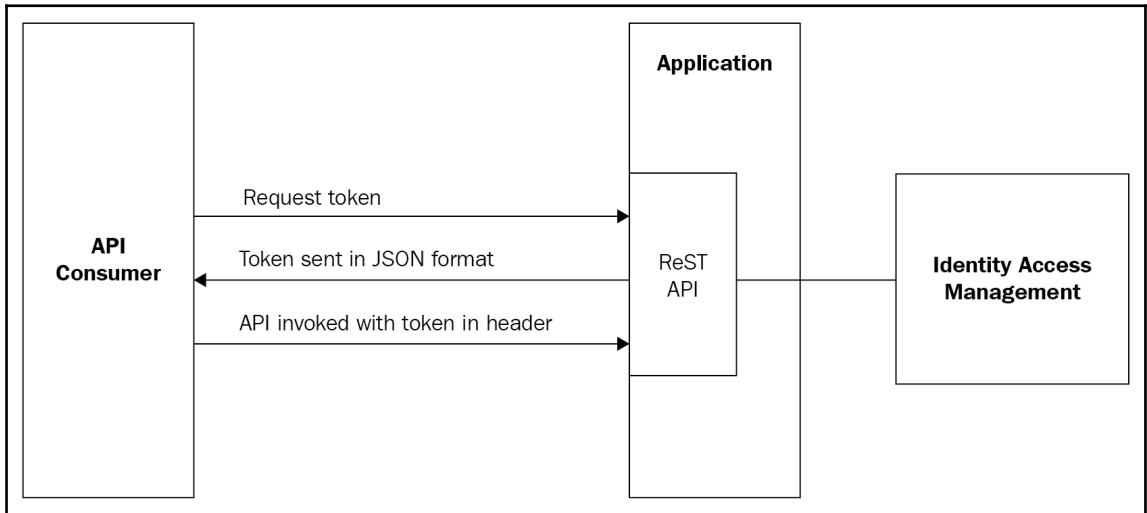 Application
Request token
API
Consumer
Token sent in JSON format
ReST
API
Identity Access
Management
API invoked with token in header